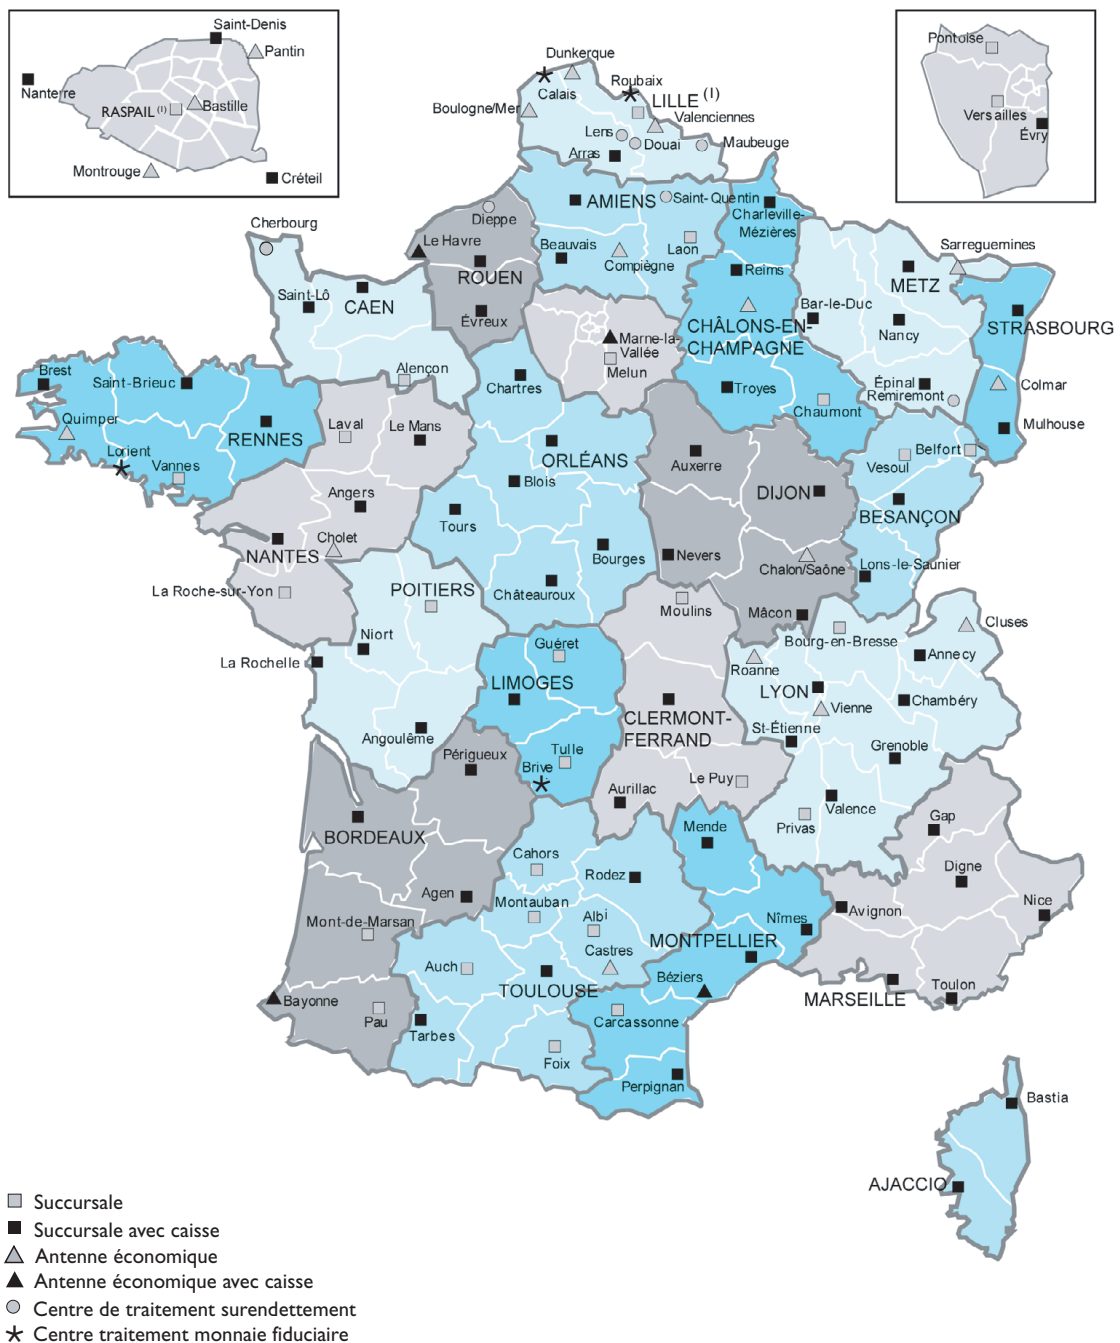 Saint-Denis
Pantin
Nanterre
RASPAIL (1)
Bastille
Montrouge
Créteil
Pontoise
Versailles
Évry
Dunkerque
Calais
Roubaix
LILLE (1)
Boulogne/Mer
Valenciennes
Lens
Douai
Maubeuge
Arras
AMIENS
Saint-Quentin
Charleville-
Mézières
Dieppe
Cherbourg
Le Havre
Beauvais
Laon
Compiègne
ROUEN
Reims
Sarreguemines
METZ
Saint-Lô
CAEN
Évreux
Bar-le-Duc
Nancy
STRASBOURG
CHÂLONS-EN-
CHAMPAGNE
Marne-la-
Vallée
Melun
Brest
Saint-Brieuc
Alençon
Chartres
Troyes
Chaumont
Épinal
Remiremont
Colmar
Mulhouse
Quimper
RENNES
Laval
Le Mans
Lorient
Vannes
ORLÉANS
Auxerre
Vesoul
Belfort
Blois
DIJON
BESANÇON
Angers
Tours
NANTES
Cholet
Bourges
Nevers
Chalon/Saône
Lons-le-Saunier
La Roche-sur-Yon
POITIERS
Châteauroux
Moulins
Mâcon
Niort
Guéret
Bourg-en-Bresse
Cluses
La Rochelle
Roanne
Annecy
LIMOGES
LYON
Chambéry
Vienne
CLERMONT-
FERRAND
St-Étienne
Angoulême
Périgueux
Tulle
Brive
Grenoble
Aurillac
Le Puy
Valence
Privas
BORDEAUX
Mende
Gap
Cahors
Rodez
Digne
Agen
Montauban
Albi
Nîmes
Avignon
Nice
Mont-de-Marsan
Castres
MONTPELLIER
Auch
TOULOUSE
Béziers
MARSEILLE
Toulon
Bayonne
Pau
Tarbes
Carcassonne
Foix
Perpignan
Bastia
AJACCIO
Succursale
Succursale avec caisse
Antenne économique
Antenne économique avec caisse
Centre de traitement surendettement
Centre traitement monnaie fiduciaire